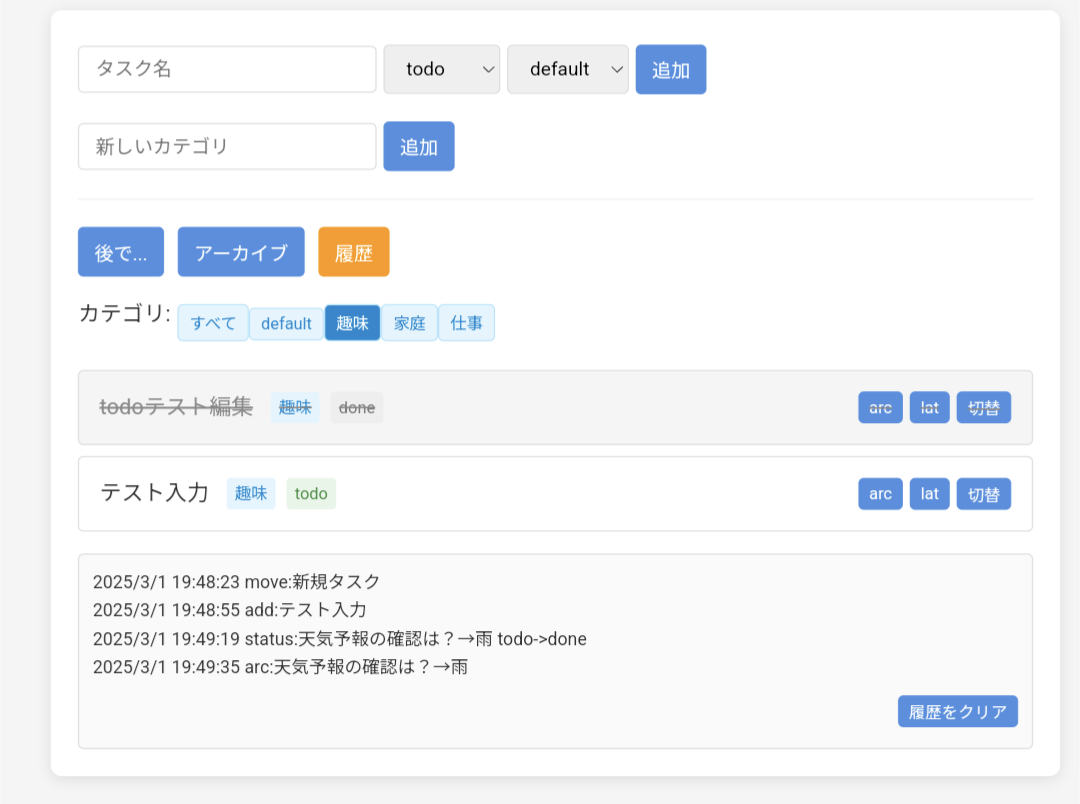 タスク名 todo default 追加
新しいカテゴリ 追加
後で... アーカイブ 履歴
カテゴリ: すべて default 趣味 家庭 仕事
todoテスト編集 趣味 done arc lat 切替
テスト入力 趣味 todo arc lat 切替
2025/3/1 19:48:23 move:新規タスク
2025/3/1 19:48:55 add:テスト入力
2025/3/1 19:49:19 status:天気予報の確認は？→雨 todo->done
2025/3/1 19:49:35 arc:天気予報の確認は？→雨
履歴をクリア